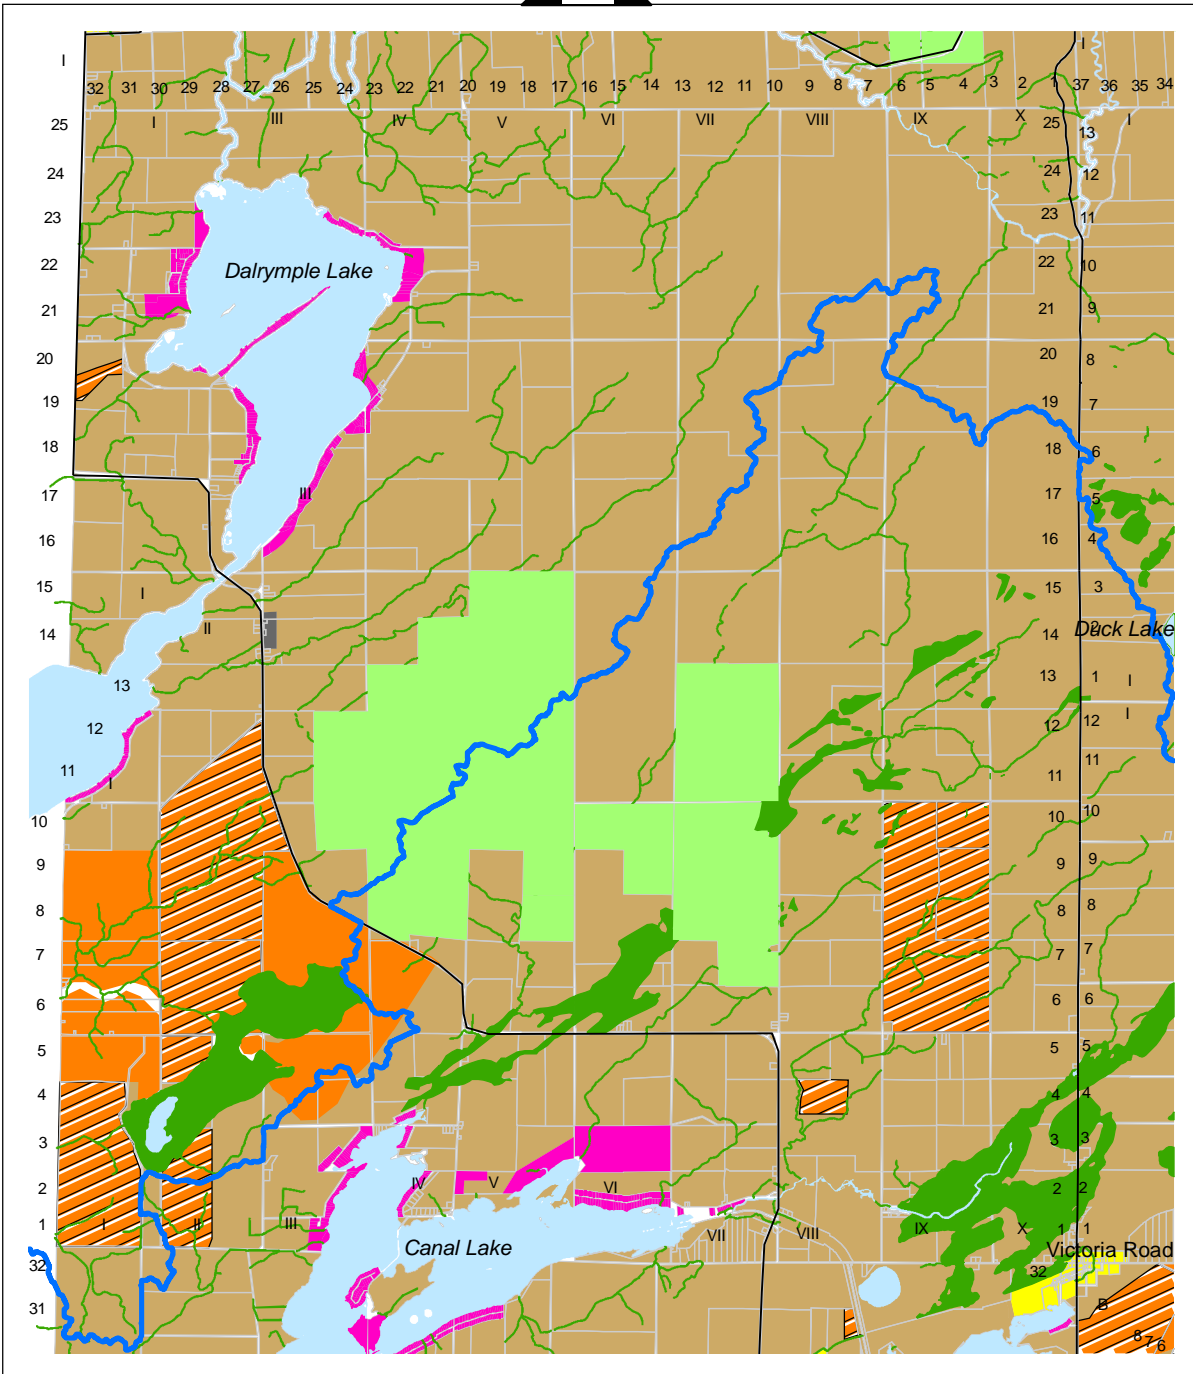 I I
32 31 30 29 28 27 26 25 24 23 22 21 20 19 18 17 16 15 14 13 12 11 10 9 8 7 6 5 4 3 2 1 37 36 35 34
25 I III IV V VI VII VIII IX X 25 13 I
24 24 12
23 23 11
22 Dalrymple Lake 22 10
21 21 9
20 20 8
19 19 7
18 18 6
17 III 17 5
16 16 4
15 I 15 3
14 II 14 2
Duck Lake
13 13 1 I
12 12 12 I
11 I 11 11
10 10 10
9 9 9
8 8 8
7 7 7
6 6 6
5 5 5
4 4 4
3 3 3
2 IV V VI 2 2
1 I II III VII VIII IX X 1 1
Canal Lake
Victoria Road
32 32
31 B
8 7 6